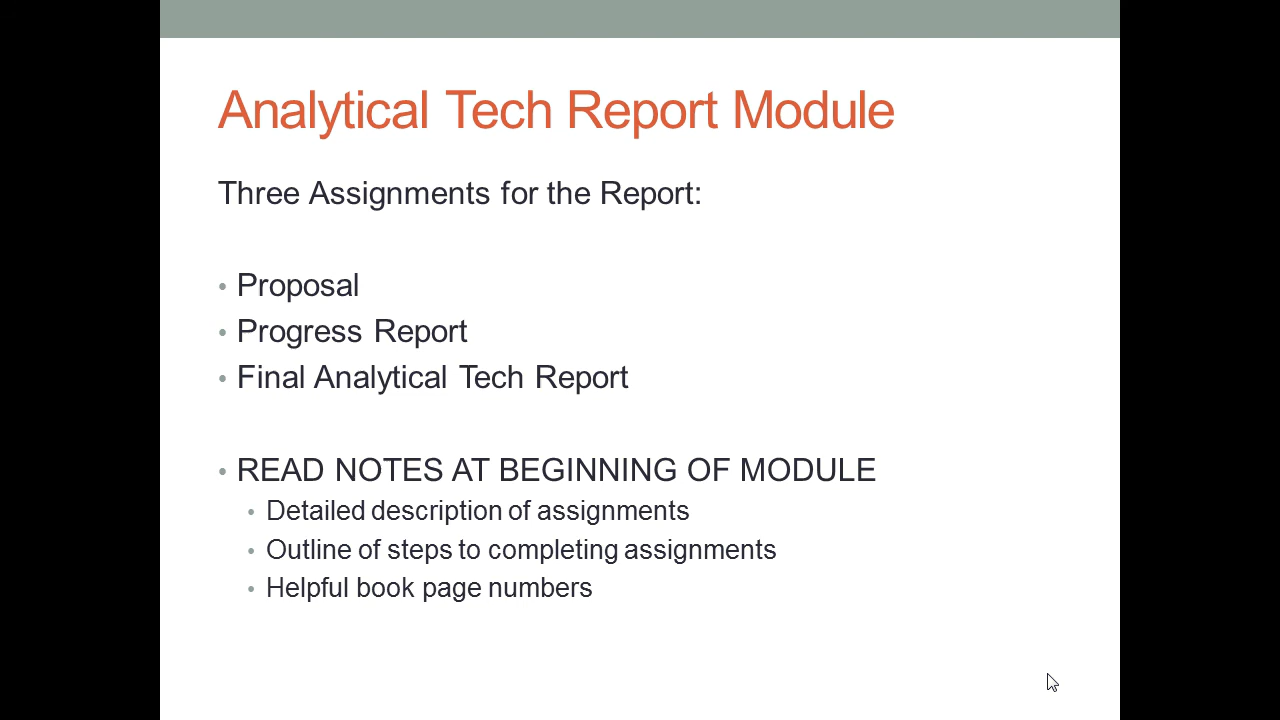 Analytical Tech Report Module
Three Assignments for the Report:
• Proposal
• Progress Report
• Final Analytical Tech Report
• READ NOTES AT BEGINNING OF MODULE
• Detailed description of assignments
• Outline of steps to completing assignments
• Helpful book page numbers